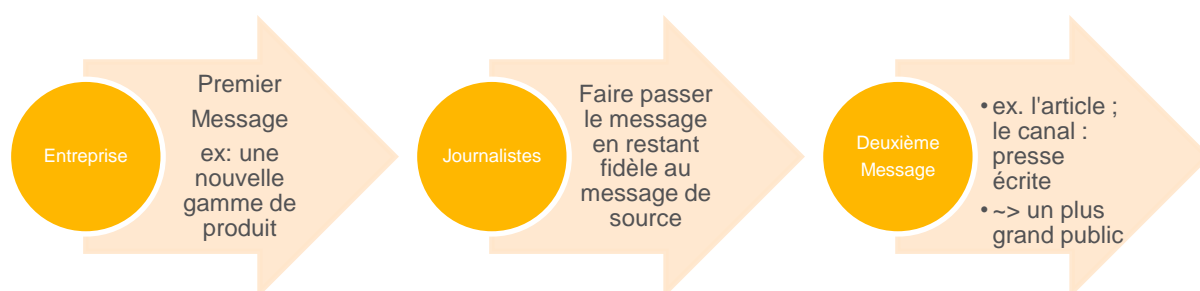 Entreprise
Premier
Message
ex: une
nouvelle
gamme de
produit
Journalistes
Faire passer
le message
en restant
fidèle au
message de
source
Deuxième
Message
• ex. l'article ;
le canal :
presse
écrite
• ~> un plus
grand public